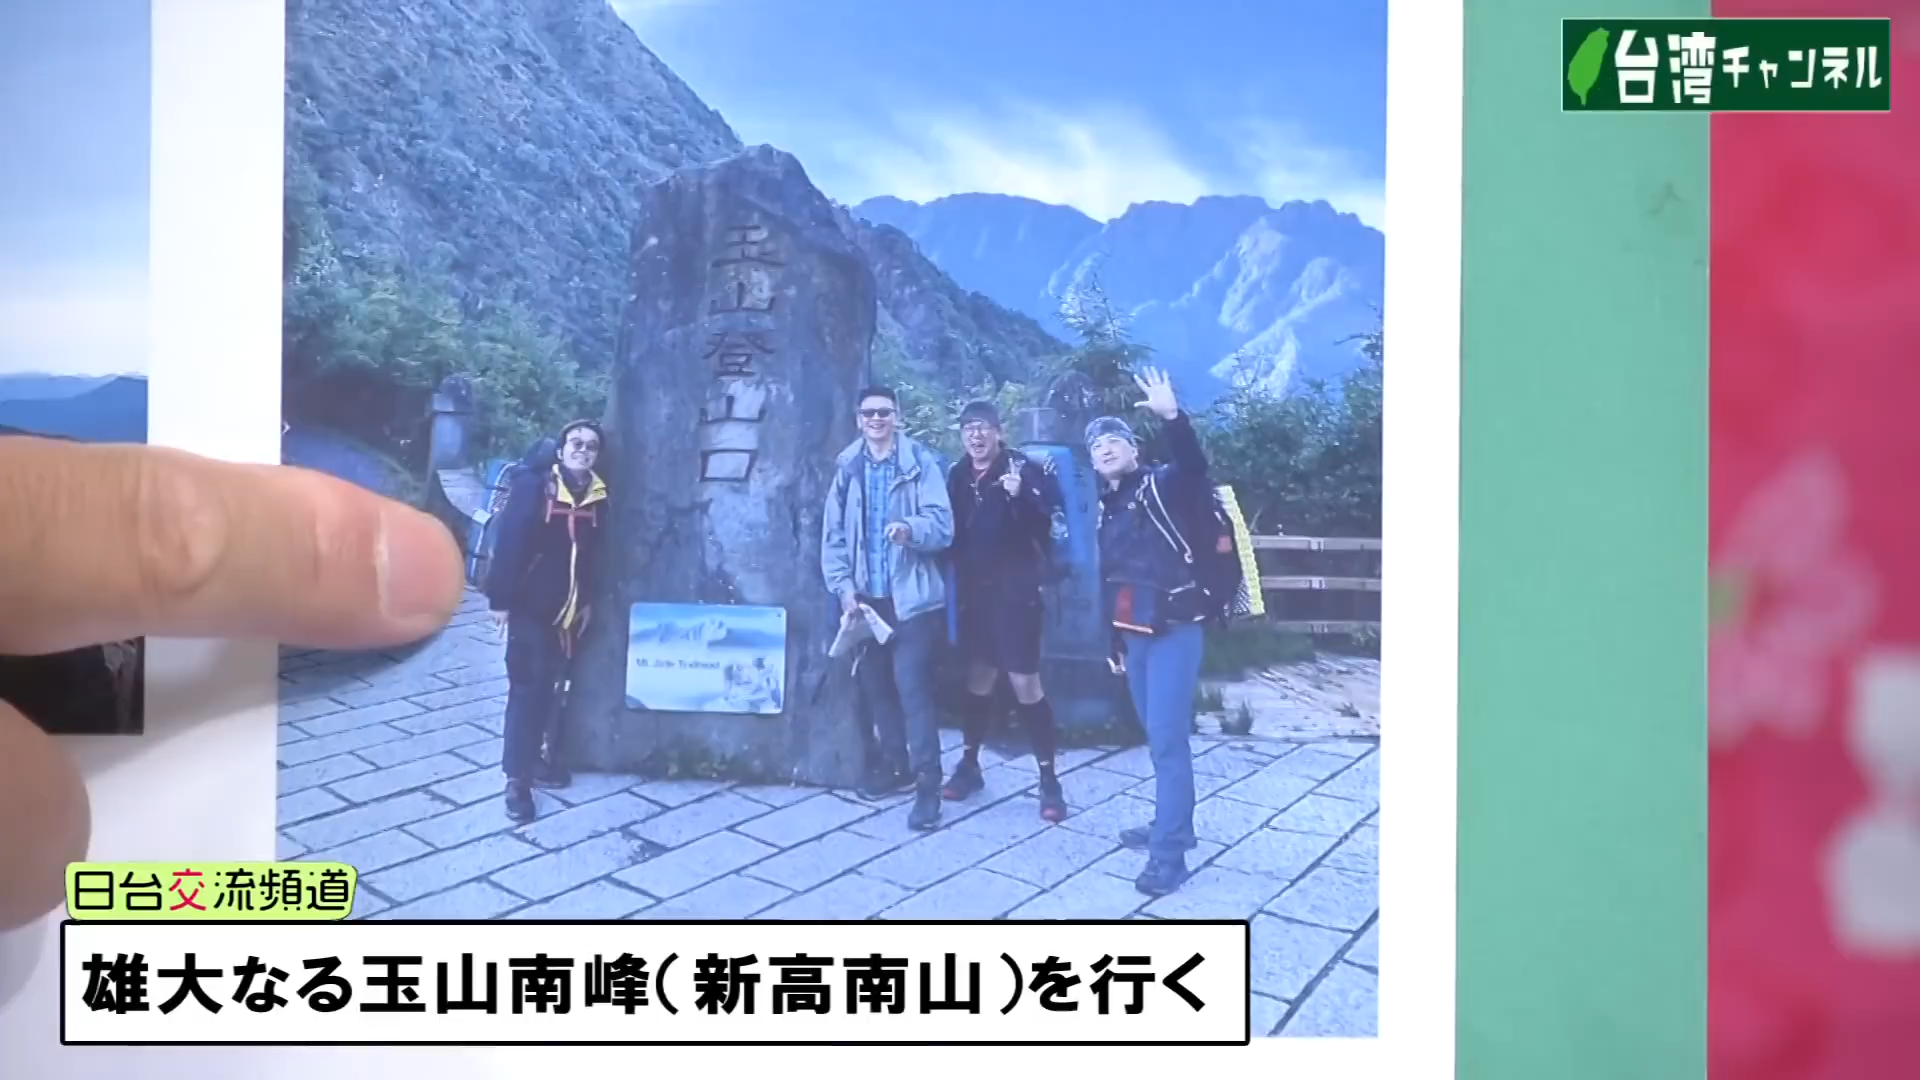 台湾チャンネル
玉山登山口
日台交流頻道
雄大なる玉山南峰(新高南山)を行く